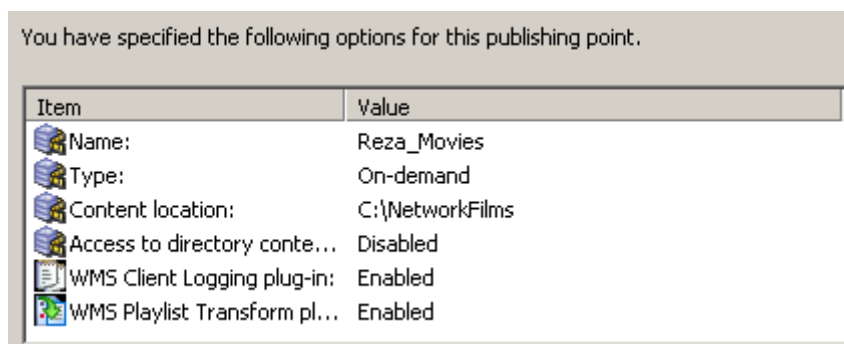 You have specified the following options for this publishing point.
Item Value
Name: Reza_Movies
Type: On-demand
Content location: C:\NetworkFilms
Access to directory conte... Disabled
WMS Client Logging plug-in: Enabled
WMS Playlist Transform pl... Enabled